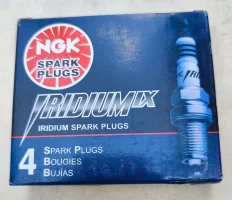 NGK
SPARK
PLUGS
IRIDIUM IX
IRIDIUM SPARK PLUGS
4 SPARK PLUGS
BOUGIES
BUJÍAS